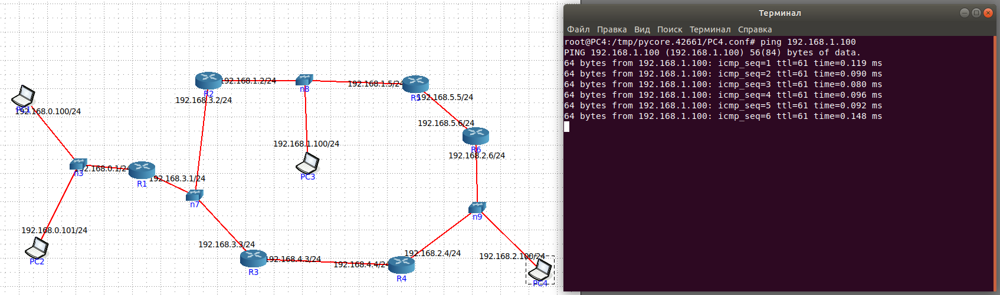 R2
192.168.1.2/24
n8
192.168.1.5/24
R5
192.168.5.5/24
192.168.3.2/24
PC1
192.168.0.100/24
192.168.5.6/24
192.168.1.100/24
R6
192.168.2.6/24
n3
192.168.0.1/24
192.168.3.1/24
PC3
R1
n7
n9
192.168.0.101/24
192.168.3.3/24
192.168.2.4/24
192.168.2.100/24
PC2
192.168.4.3/24
192.168.4.4/24
R3
R4
PC4
Терминал
Файл Правка Вид Поиск Терминал Справка
root@PC4:/tmp/pycore.42661/PC4.conf# ping 192.168.1.100
PING 192.168.1.100 (192.168.1.100) 56(84) bytes of data.
64 bytes from 192.168.1.100: icmp_seq=1 ttl=61 time=0.119 ms
64 bytes from 192.168.1.100: icmp_seq=2 ttl=61 time=0.090 ms
64 bytes from 192.168.1.100: icmp_seq=3 ttl=61 time=0.080 ms
64 bytes from 192.168.1.100: icmp_seq=4 ttl=61 time=0.096 ms
64 bytes from 192.168.1.100: icmp_seq=5 ttl=61 time=0.092 ms
64 bytes from 192.168.1.100: icmp_seq=6 ttl=61 time=0.148 ms